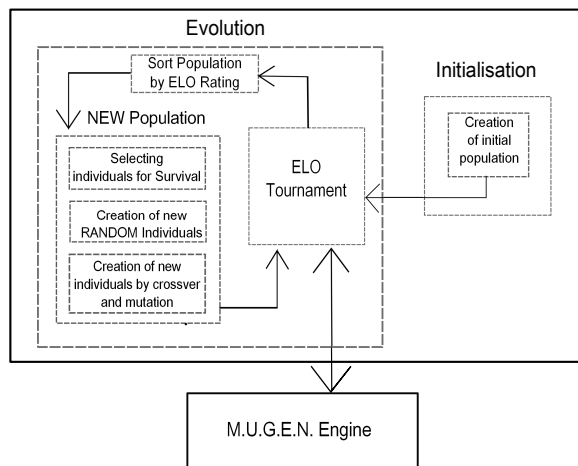 Evolution
Sort Population
by ELO Rating
Initialisation
NEW Population
Creation
of initial
population
Selecting
individuals for Survival
ELO
Tournament
Creation of new
RANDOM Individuals
Creation of new
individuals by crossver
and mutation
M.U.G.E.N. Engine